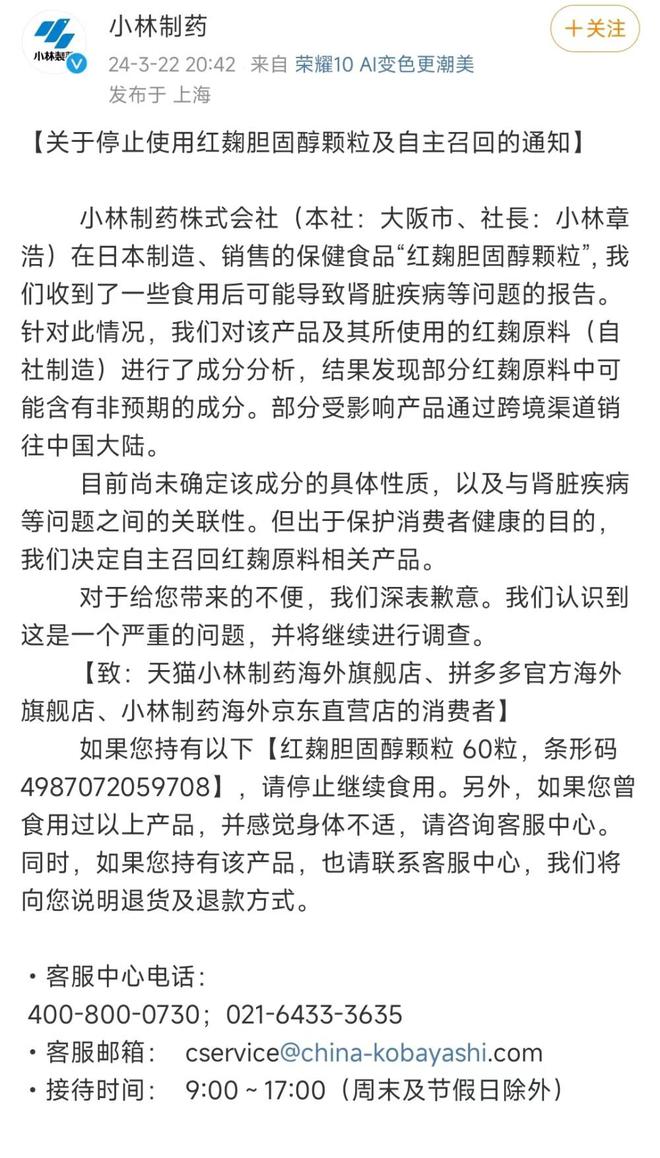 小林制药
小林製薬
+关注
24-3-22 20:42 来自 荣耀10 AI变色更潮美
发布于 上海
【关于停止使用红麹胆固醇颗粒及自主召回的通知】
小林制药株式会社（本社：大阪市、社長：小林章
浩）在日本制造、销售的保健食品“红麹胆固醇颗粒”, 我
们收到了一些食用后可能导致肾脏疾病等问题的报告。
针对此情况，我们对该产品及其所使用的红麹原料（自
社制造）进行了成分分析，结果发现部分红麹原料中可
能含有非预期的成分。部分受影响产品通过跨境渠道销
往中国大陆。
目前尚未确定该成分的具体性质，以及与肾脏疾病
等问题之间的关联性。但出于保护消费者健康的目的，
我们决定自主召回红麹原料相关产品。
对于给您带来的不便，我们深表歉意。我们认识到
这是一个严重的问题，并将继续进行调查。
【致：天猫小林制药海外旗舰店、拼多多官方海外
旗舰店、小林制药海外京东直营店的消费者】
如果您持有以下【红麹胆固醇颗粒 60粒，条形码
4987072059708】，请停止继续食用。另外，如果您曾
食用过以上产品，并感觉身体不适，请咨询客服中心。
同时，如果您持有该产品，也请联系客服中心，我们将
向您说明退货及退款方式。
・客服中心电话：
400-800-0730；021-6433-3635
・客服邮箱： cservice@china-kobayashi.com
・接待时间： 9:00 ~ 17:00（周末及节假日除外）